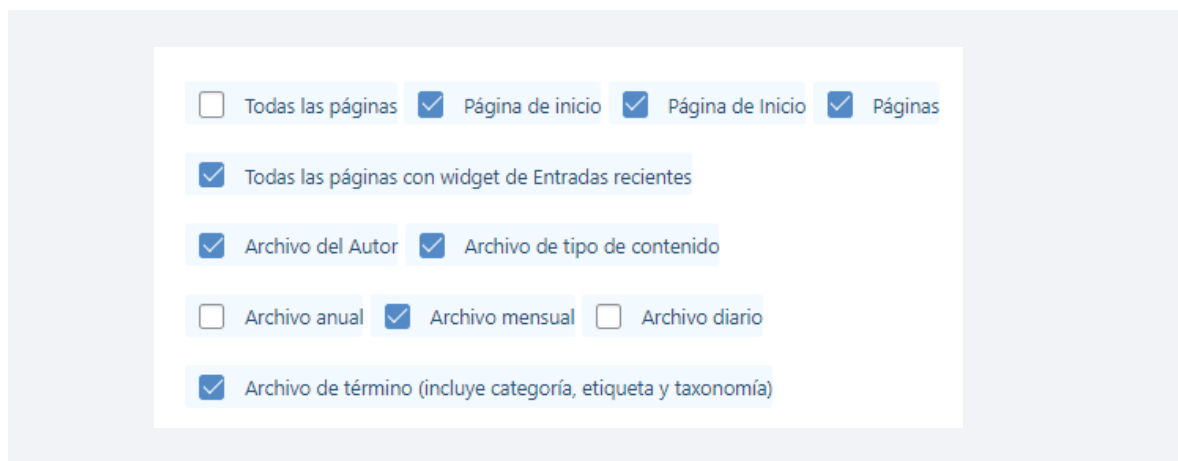 Todas las páginas Página de inicio Página de Inicio Páginas
Todas las páginas con widget de Entradas recientes
Archivo del Autor Archivo de tipo de contenido
Archivo anual Archivo mensual Archivo diario
Archivo de término (incluye categoría, etiqueta y taxonomía)